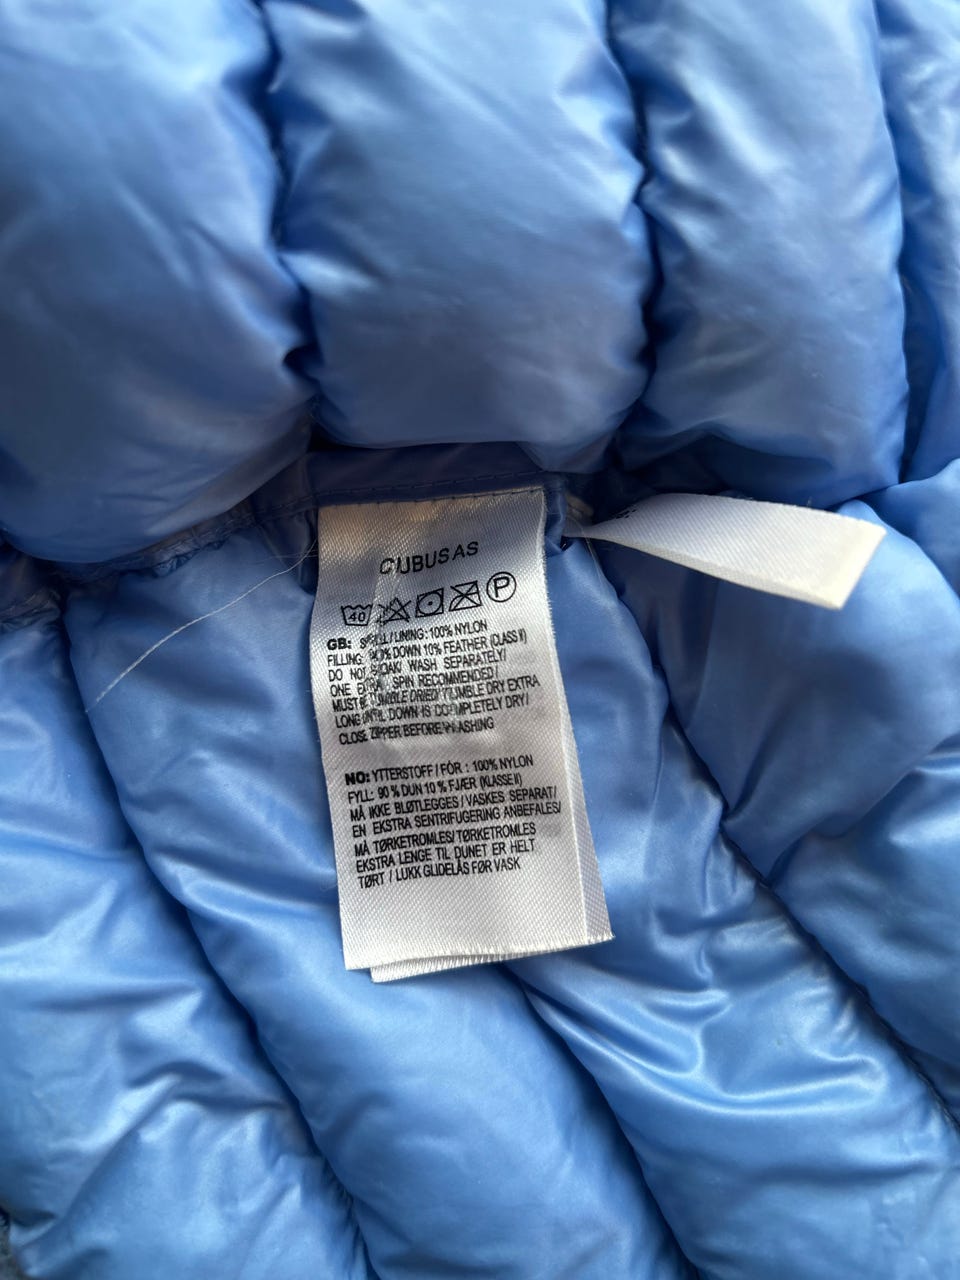 CUBUS AS
40 P
GB: SHELL/LINING: 100% NYLON
FILLING: 90% DOWN 10% FEATHER (CLASS II)
DO NOT SOAK/ WASH SEPARATELY/
ONE EXTRA SPIN RECOMMENDED/
MUST BE TUMBLE DRIED/ TUMBLE DRY EXTRA
LONG UNTIL DOWN IS COMPLETELY DRY/
CLOSE ZIPPER BEFORE WASHING
NO: YTTERSTOFF / FÓR : 100% NYLON
FYLL: 90 % DUN 10 % FJÆR (KLASSE II)
MÅ IKKE BLØTLEGGES / VASKES SEPARAT/
EN EKSTRA SENTRIFUGERING ANBEFALES/
MÅ TØRKETROMLES/ TØRKETROMLES
EKSTRA LENGE TIL DUNET ER HELT
TØRT / LUKK GLIDELÅS FØR VASK